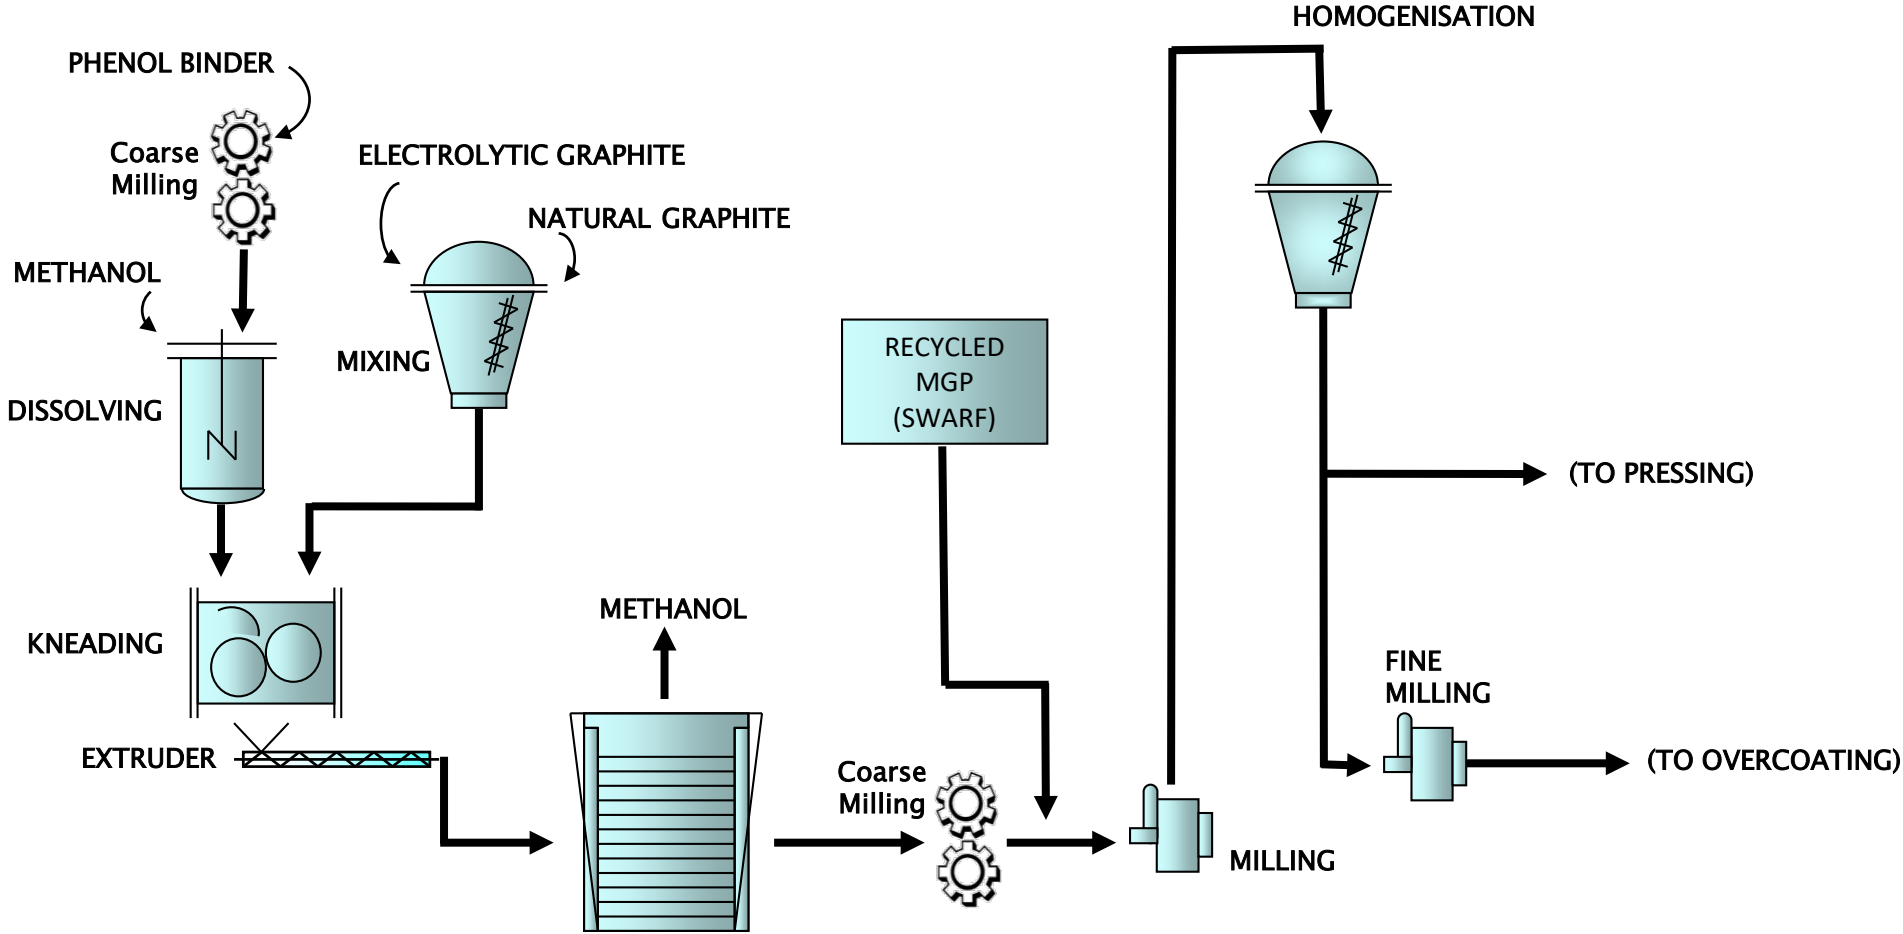 HOMOGENISATION
PHENOL BINDER
Coarse
Milling
ELECTROLYTIC GRAPHITE
NATURAL GRAPHITE
METHANOL
MIXING
DISSOLVING
RECYCLED
MGP
(SWARF)
(TO PRESSING)
KNEADING
METHANOL
EXTRUDER
Coarse
Milling
MILLING
FINE
MILLING
(TO OVERCOATING)